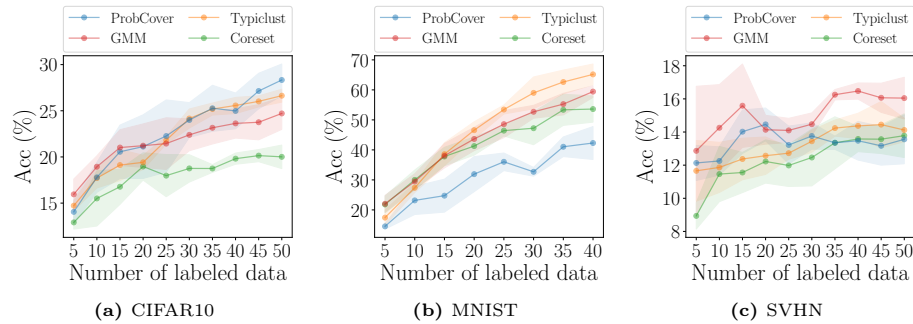 ProbCover Typiclust
GMM Coreset
Acc (%)
30
25
20
15
5 10 15 20 25 30 35 40 45 50
Number of labeled data
(a) CIFAR10
ProbCover Typiclust
GMM Coreset
Acc (%)
70
60
50
40
30
20
5 10 15 20 25 30 35 40
Number of labeled data
(b) MNIST
ProbCover Typiclust
GMM Coreset
Acc (%)
18
16
14
12
10
8
5 10 15 20 25 30 35 40 45 50
Number of labeled data
(c) SVHN